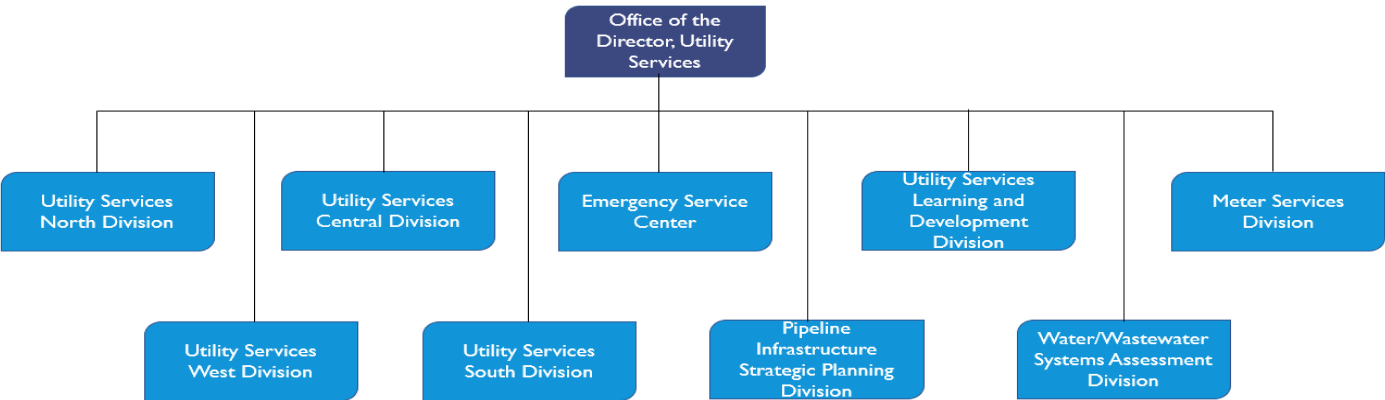 Office of the
Director, Utility
Services
Utility Services
North Division
Utility Services
Central Division
Emergency Service
Center
Utility Services
Learning and
Development
Division
Meter Services
Division
Utility Services
West Division
Utility Services
South Division
Pipeline
Infrastructure
Strategic Planning
Division
Water/Wastewater
Systems Assessment
Division